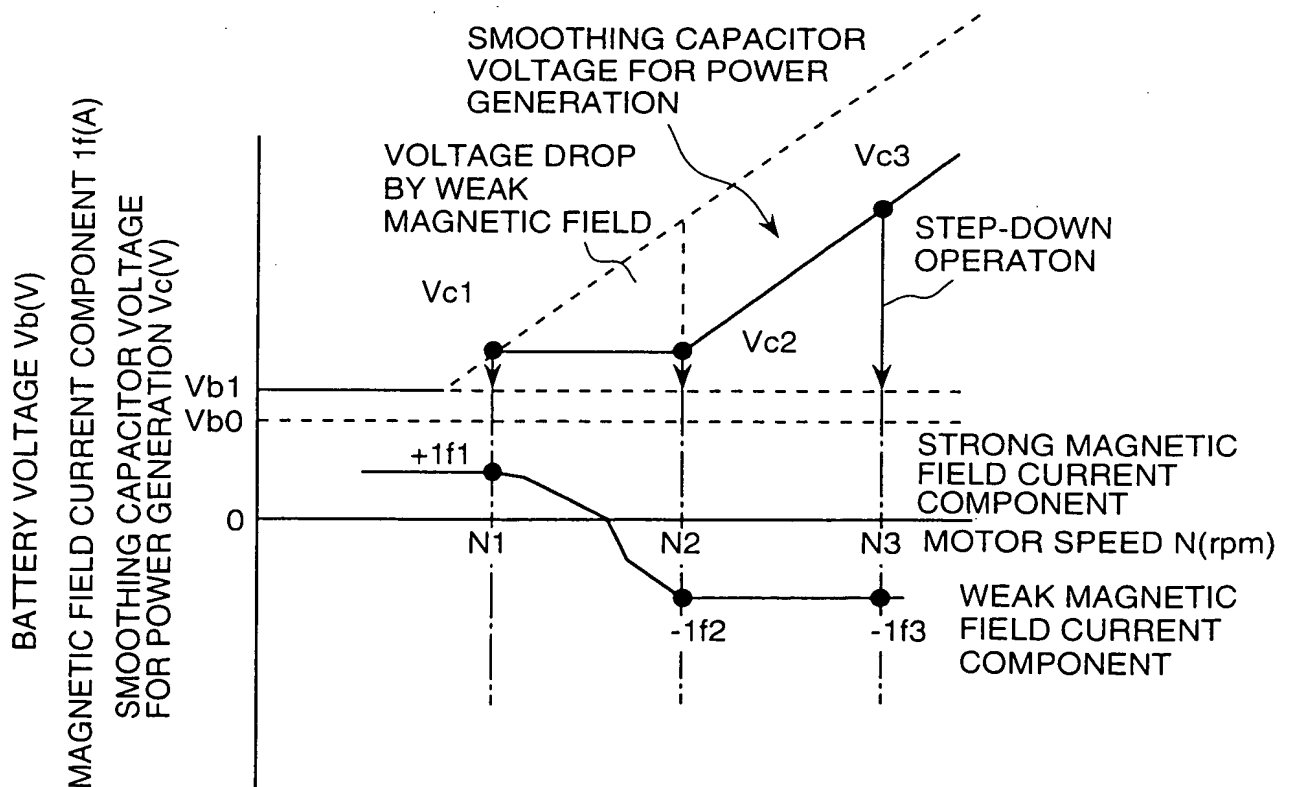 SMOOTHING CAPACITOR
VOLTAGE FOR POWER
GENERATION
VOLTAGE DROP
BY WEAK
MAGNETIC FIELD
Vc3
STEP-DOWN
OPERATON
Vc1
Vc2
Vb1
Vb0
+1f1
STRONG MAGNETIC
FIELD CURRENT
COMPONENT
0
N1
N2
N3
MOTOR SPEED N(rpm)
WEAK MAGNETIC
FIELD CURRENT
COMPONENT
-1f2
-1f3
BATTERY VOLTAGE Vb(V)
MAGNETIC FIELD CURRENT COMPONENT 1f(A)
SMOOTHING CAPACITOR VOLTAGE
FOR POWER GENERATION Vc(V)